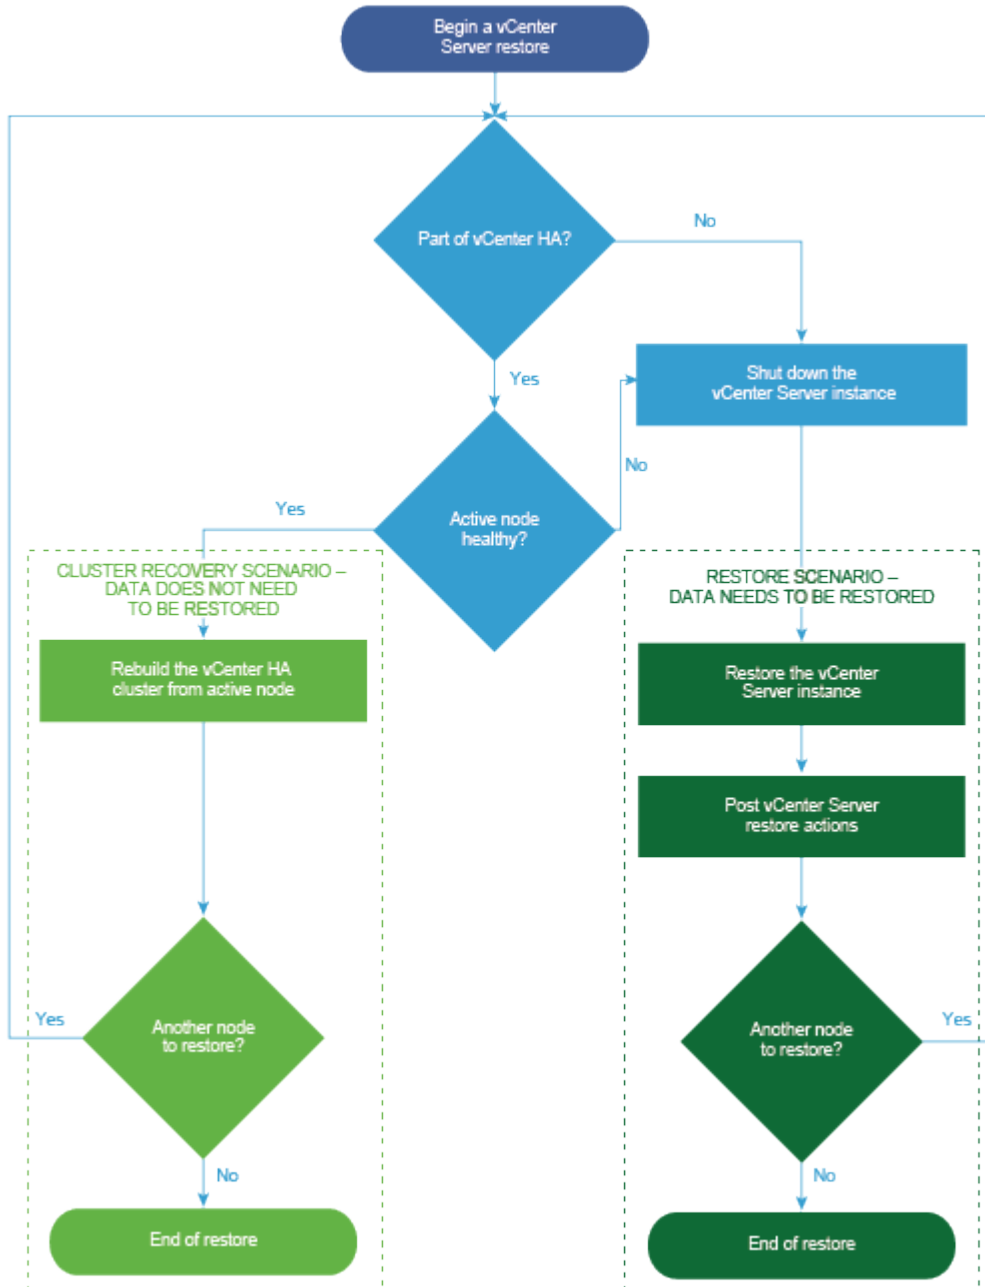 Begin a vCenter
Server restore
Part of vCenter HA?
No
Yes
Shut down the
vCenter Server instance
No
Yes
Active node
healthy?
CLUSTER RECOVERY SCENARIO –
DATA DOES NOT NEED
TO BE RESTORED
RESTORE SCENARIO –
DATA NEEDS TO BE RESTORED
Rebuild the vCenter HA
cluster from active node
Restore the vCenter
Server instance
Post vCenter Server
restore actions
Yes
Another node
to restore?
Another node
to restore?
Yes
No
No
End of restore
End of restore